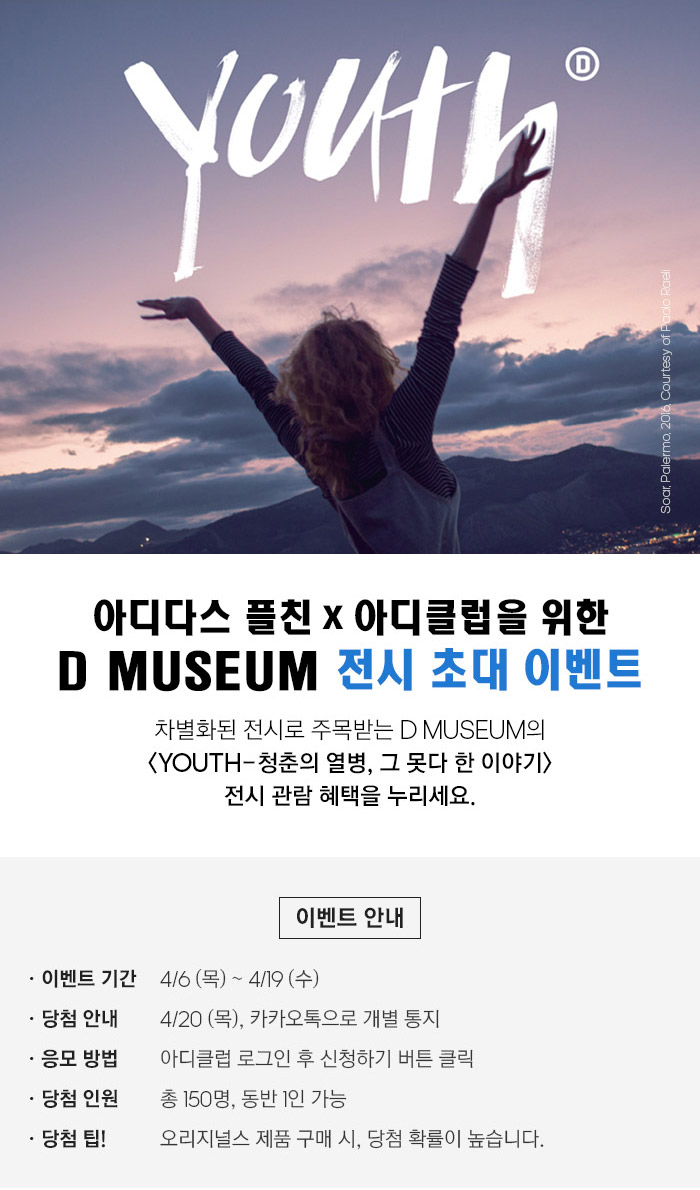 Youth
D
Soar, Palermo, 2016, Courtesy of Paolo Raeli
아디다스 플친 X 아디클럽을 위한
D MUSEUM 전시 초대 이벤트
차별화된 전시로 주목받는 D MUSEUM의
〈YOUTH-청춘의 열병, 그 못다 한 이야기〉
전시 관람 혜택을 누리세요.
이벤트 안내
· 이벤트 기간 4/6 (목) ~ 4/19 (수)
· 당첨 안내 4/20 (목), 카카오톡으로 개별 통지
· 응모 방법 아디클럽 로그인 후 신청하기 버튼 클릭
· 당첨 인원 총 150명, 동반 1인 가능
· 당첨 팁! 오리지널스 제품 구매 시, 당첨 확률이 높습니다.